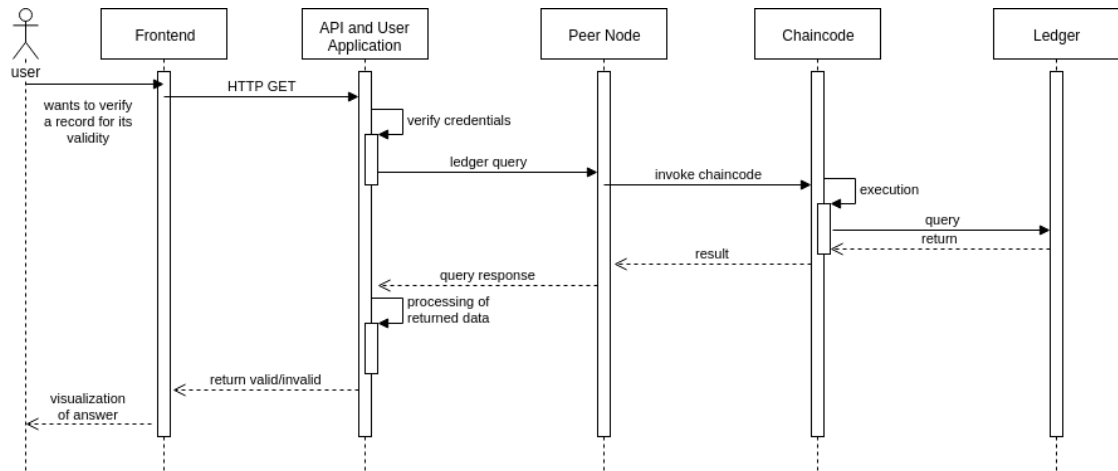 user
Frontend
API and User
Application
Peer Node
Chaincode
Ledger
wants to verify
a record for its
validity
HTTP GET
verify credentials
ledger query
invoke chaincode
execution
query
return
result
query response
processing of
returned data
return valid/invalid
visualization
of answer